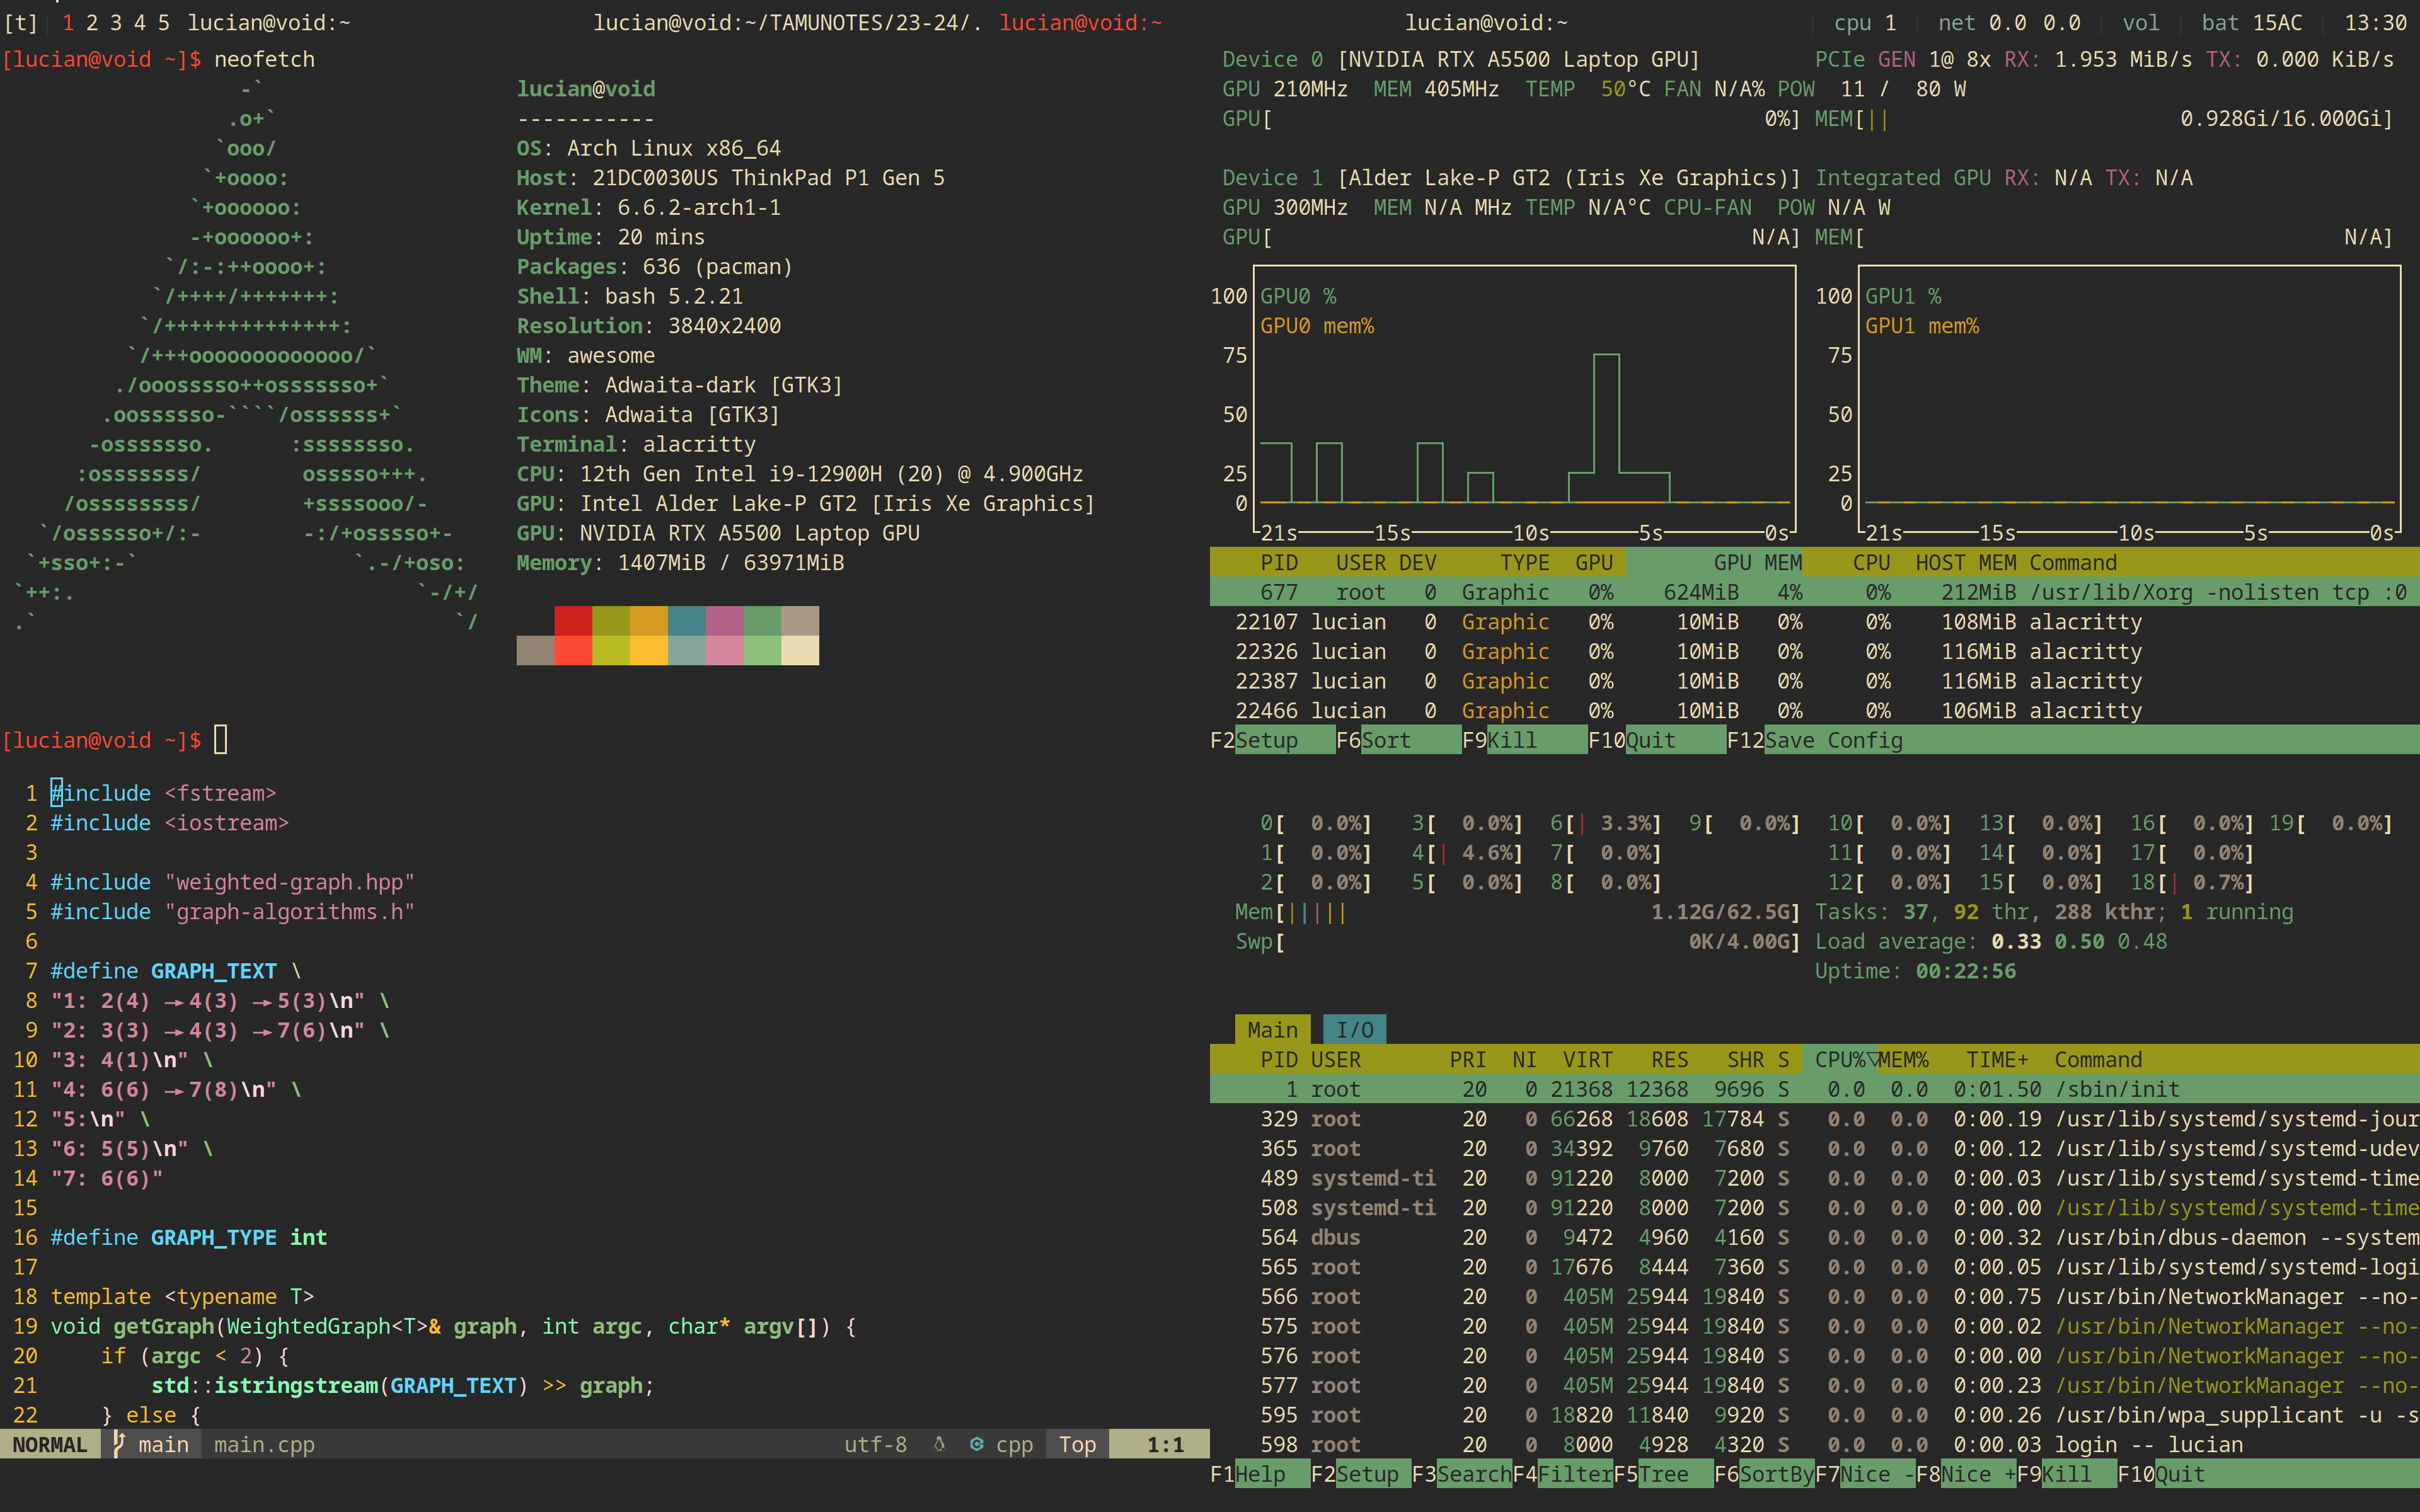 [t] 1 2 3 4 5 lucian@void:~ lucian@void:~/TAMUNOTES/23-24/. lucian@void:~ lucian@void:~ cpu 1 net 0.0 0.0 vol bat 15AC 13:30
[lucian@void ~]$ neofetch
-`
.o+`
`ooo/
`+oooo:
`+oooooo:
-+oooooo+:
`/:-:++oooo+:
`/++++/+++++++:
`/++++++++++++++:
`/+++ooooooooooooo/`
./ooosssso++osssssso+`
.oossssso-````/ossssss+`
-osssssso. :ssssssso.
:osssssss/ osssso+++.
/ossssssss/ +ssssooo/-
`/ossssso+/:- -:/+osssso+-
`+sso+:-` `.-/+oso:
`++:. `-/+/
.` `/
lucian@void
-----------
OS: Arch Linux x86_64
Host: 21DC0030US ThinkPad P1 Gen 5
Kernel: 6.6.2-arch1-1
Uptime: 20 mins
Packages: 636 (pacman)
Shell: bash 5.2.21
Resolution: 3840x2400
WM: awesome
Theme: Adwaita-dark [GTK3]
Icons: Adwaita [GTK3]
Terminal: alacritty
CPU: 12th Gen Intel i9-12900H (20) @ 4.900GHz
GPU: Intel Alder Lake-P GT2 [Iris Xe Graphics]
GPU: NVIDIA RTX A5500 Laptop GPU
Memory: 1407MiB / 63971MiB
[lucian@void ~]$
1 #include <fstream>
2 #include <iostream>
3
4 #include "weighted-graph.hpp"
5 #include "graph-algorithms.h"
6
7 #define GRAPH_TEXT \
8 "1: 2(4) → 4(3) → 5(3)\n" \
9 "2: 3(3) → 4(3) → 7(6)\n" \
10 "3: 4(1)\n" \
11 "4: 6(6) → 7(8)\n" \
12 "5:\n" \
13 "6: 5(5)\n" \
14 "7: 6(6)"
15
16 #define GRAPH_TYPE int
17
18 template <typename T>
19 void getGraph(WeightedGraph<T>& graph, int argc, char* argv[]) {
20 if (argc < 2) {
21 std::istringstream(GRAPH_TEXT) >> graph;
22 } else {
NORMAL main main.cpp utf-8 cpp Top 1:1
Device 0 [NVIDIA RTX A5500 Laptop GPU] PCIe GEN 1@ 8x RX: 1.953 MiB/s TX: 0.000 KiB/s
GPU 210MHz MEM 405MHz TEMP 50°C FAN N/A% POW 11 / 80 W
GPU[ 0%] MEM[|| 0.928Gi/16.000Gi]
Device 1 [Alder Lake-P GT2 (Iris Xe Graphics)] Integrated GPU RX: N/A TX: N/A
GPU 300MHz MEM N/A MHz TEMP N/A°C CPU-FAN POW N/A W
GPU[ N/A] MEM[ N/A]
100 GPU0 % 100 GPU1 %
GPU0 mem% GPU1 mem%
75 75
50 50
25 25
0 0
21s 15s 10s 5s 0s 21s 15s 10s 5s 0s
PID USER DEV TYPE GPU GPU MEM CPU HOST MEM Command
677 root 0 Graphic 0% 624MiB 4% 0% 212MiB /usr/lib/Xorg -nolisten tcp :0
22107 lucian 0 Graphic 0% 10MiB 0% 0% 108MiB alacritty
22326 lucian 0 Graphic 0% 10MiB 0% 0% 116MiB alacritty
22387 lucian 0 Graphic 0% 10MiB 0% 0% 116MiB alacritty
22466 lucian 0 Graphic 0% 10MiB 0% 0% 106MiB alacritty
F2Setup F6Sort F9Kill F10Quit F12Save Config
0[ 0.0%] 3[ 0.0%] 6[| 3.3%] 9[ 0.0%] 10[ 0.0%] 13[ 0.0%] 16[ 0.0%] 19[ 0.0%]
1[ 0.0%] 4[| 4.6%] 7[ 0.0%] 11[ 0.0%] 14[ 0.0%] 17[ 0.0%]
2[ 0.0%] 5[ 0.0%] 8[ 0.0%] 12[ 0.0%] 15[ 0.0%] 18[| 0.7%]
Mem[||||| 1.12G/62.5G] Tasks: 37, 92 thr, 288 kthr; 1 running
Swp[ 0K/4.00G] Load average: 0.33 0.50 0.48
Uptime: 00:22:56
Main I/O
PID USER PRI NI VIRT RES SHR S CPU%▽MEM% TIME+ Command
1 root 20 0 21368 12368 9696 S 0.0 0.0 0:01.50 /sbin/init
329 root 20 0 66268 18608 17784 S 0.0 0.0 0:00.19 /usr/lib/systemd/systemd-jour
365 root 20 0 34392 9760 7680 S 0.0 0.0 0:00.12 /usr/lib/systemd/systemd-udev
489 systemd-ti 20 0 91220 8000 7200 S 0.0 0.0 0:00.03 /usr/lib/systemd/systemd-time
508 systemd-ti 20 0 91220 8000 7200 S 0.0 0.0 0:00.00 /usr/lib/systemd/systemd-time
564 dbus 20 0 9472 4960 4160 S 0.0 0.0 0:00.32 /usr/bin/dbus-daemon --system
565 root 20 0 17676 8444 7360 S 0.0 0.0 0:00.05 /usr/lib/systemd/systemd-logi
566 root 20 0 405M 25944 19840 S 0.0 0.0 0:00.75 /usr/bin/NetworkManager --no-
575 root 20 0 405M 25944 19840 S 0.0 0.0 0:00.02 /usr/bin/NetworkManager --no-
576 root 20 0 405M 25944 19840 S 0.0 0.0 0:00.00 /usr/bin/NetworkManager --no-
577 root 20 0 405M 25944 19840 S 0.0 0.0 0:00.23 /usr/bin/NetworkManager --no-
595 root 20 0 18820 11840 9920 S 0.0 0.0 0:00.26 /usr/bin/wpa_supplicant -u -s
598 root 20 0 8000 4928 4320 S 0.0 0.0 0:00.03 login -- lucian
F1Help F2Setup F3SearchF4FilterF5Tree F6SortByF7Nice -F8Nice +F9Kill F10Quit